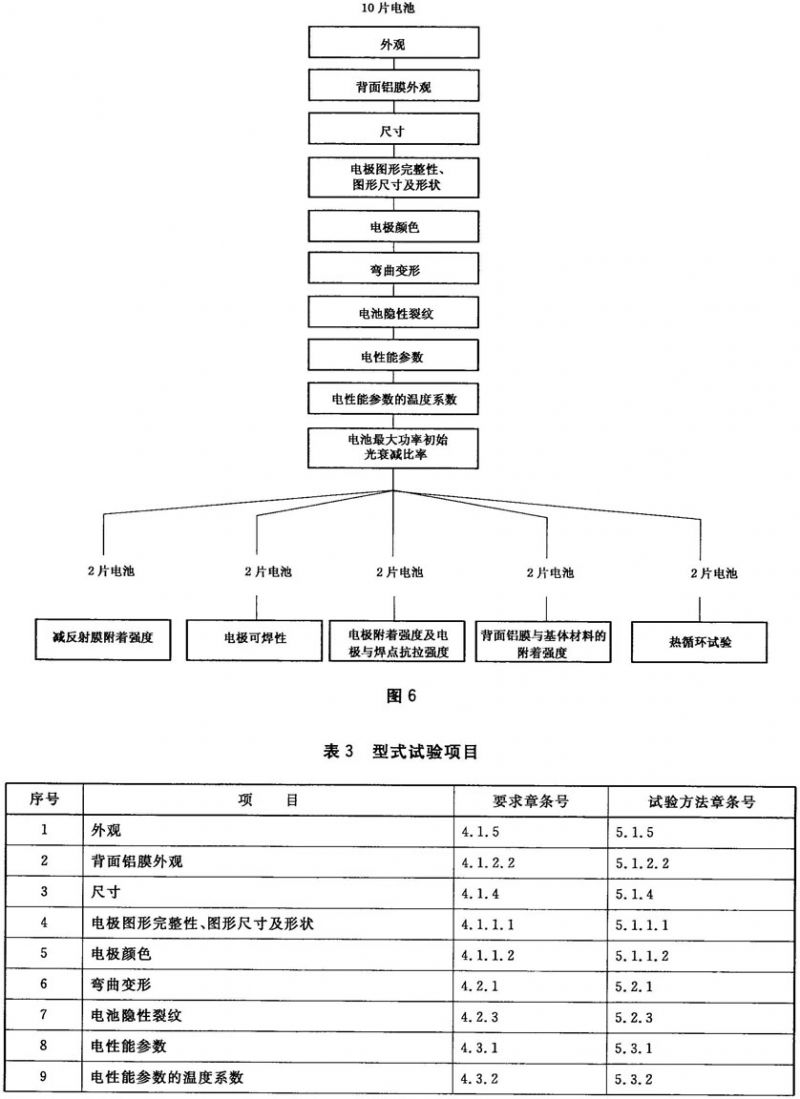 10 片电池
外观
背面铝膜外观
尺寸
电极图形完整性、
图形尺寸及形状
电极颜色
弯曲变形
电池隐性裂纹
电性能参数
电性能参数的温度系数
电池最大功率初始
光衰减比率
2 片电池 2 片电池 2 片电池 2 片电池 2 片电池
减反射膜附着强度
电极可焊性
电极附着强度及电
极与焊点抗拉强度
背面铝膜与基体材料的
附着强度
热循环试验
图 6
表 3 型式试验项目
序号 项 目 要求章条号 试验方法章条号
1 外观 4.1.5 5.1.5
2 背面铝膜外观 4.1.2.2 5.1.2.2
3 尺寸 4.1.4 5.1.4
4 电极图形完整性、图形尺寸及形状 4.1.1.1 5.1.1.1
5 电极颜色 4.1.1.2 5.1.1.2
6 弯曲变形 4.2.1 5.2.1
7 电池隐性裂纹 4.2.3 5.2.3
8 电性能参数 4.3.1 5.3.1
9 电性能参数的温度系数 4.3.2 5.3.2